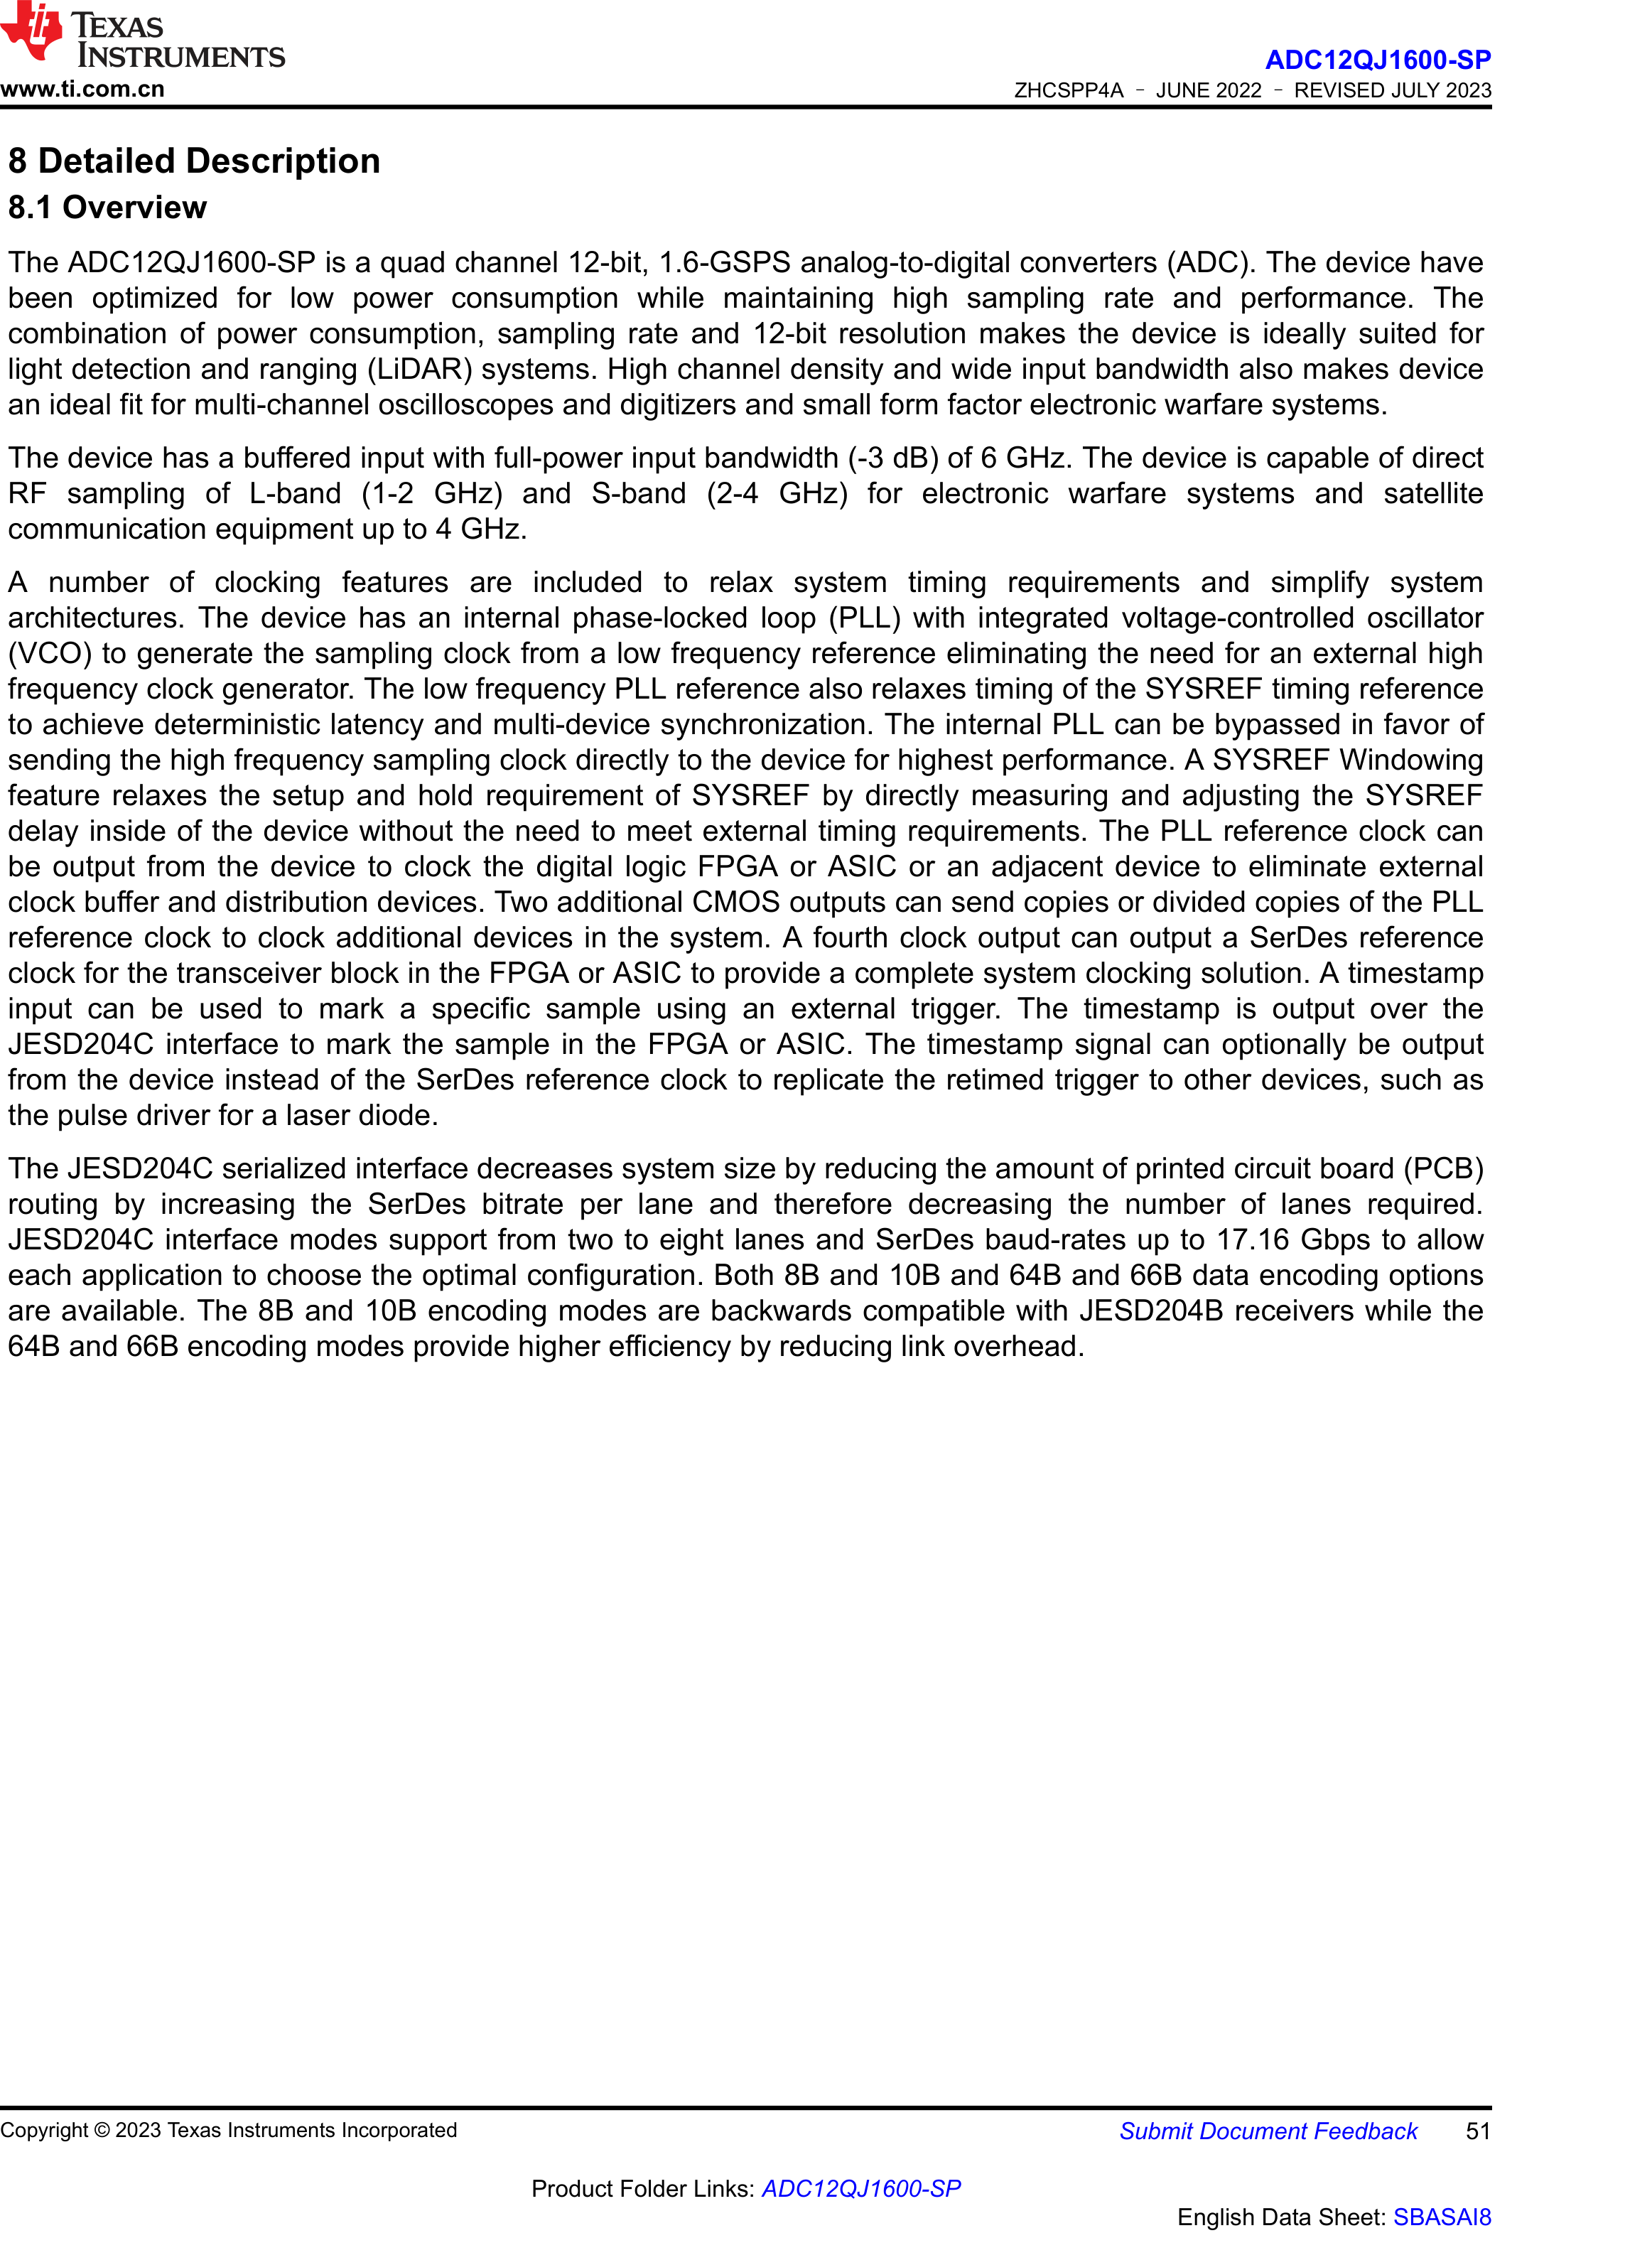 TEXAS
INSTRUMENTS
www.ti.com.cn
ADC12QJ1600-SP
ZHCSPP4A – JUNE 2022 – REVISED JULY 2023
8 Detailed Description
8.1 Overview
The ADC12QJ1600-SP is a quad channel 12-bit, 1.6-GSPS analog-to-digital converters (ADC). The device have
been optimized for low power consumption while maintaining high sampling rate and performance. The
combination of power consumption, sampling rate and 12-bit resolution makes the device is ideally suited for
light detection and ranging (LiDAR) systems. High channel density and wide input bandwidth also makes device
an ideal fit for multi-channel oscilloscopes and digitizers and small form factor electronic warfare systems.
The device has a buffered input with full-power input bandwidth (-3 dB) of 6 GHz. The device is capable of direct
RF sampling of L-band (1-2 GHz) and S-band (2-4 GHz) for electronic warfare systems and satellite
communication equipment up to 4 GHz.
A number of clocking features are included to relax system timing requirements and simplify system
architectures. The device has an internal phase-locked loop (PLL) with integrated voltage-controlled oscillator
(VCO) to generate the sampling clock from a low frequency reference eliminating the need for an external high
frequency clock generator. The low frequency PLL reference also relaxes timing of the SYSREF timing reference
to achieve deterministic latency and multi-device synchronization. The internal PLL can be bypassed in favor of
sending the high frequency sampling clock directly to the device for highest performance. A SYSREF Windowing
feature relaxes the setup and hold requirement of SYSREF by directly measuring and adjusting the SYSREF
delay inside of the device without the need to meet external timing requirements. The PLL reference clock can
be output from the device to clock the digital logic FPGA or ASIC or an adjacent device to eliminate external
clock buffer and distribution devices. Two additional CMOS outputs can send copies or divided copies of the PLL
reference clock to clock additional devices in the system. A fourth clock output can output a SerDes reference
clock for the transceiver block in the FPGA or ASIC to provide a complete system clocking solution. A timestamp
input can be used to mark a specific sample using an external trigger. The timestamp is output over the
JESD204C interface to mark the sample in the FPGA or ASIC. The timestamp signal can optionally be output
from the device instead of the SerDes reference clock to replicate the retimed trigger to other devices, such as
the pulse driver for a laser diode.
The JESD204C serialized interface decreases system size by reducing the amount of printed circuit board (PCB)
routing by increasing the SerDes bitrate per lane and therefore decreasing the number of lanes required.
JESD204C interface modes support from two to eight lanes and SerDes baud-rates up to 17.16 Gbps to allow
each application to choose the optimal configuration. Both 8B and 10B and 64B and 66B data encoding options
are available. The 8B and 10B encoding modes are backwards compatible with JESD204B receivers while the
64B and 66B encoding modes provide higher efficiency by reducing link overhead.
Copyright © 2023 Texas Instruments Incorporated
Submit Document Feedback 51
Product Folder Links: ADC12QJ1600-SP
English Data Sheet: SBASAI8